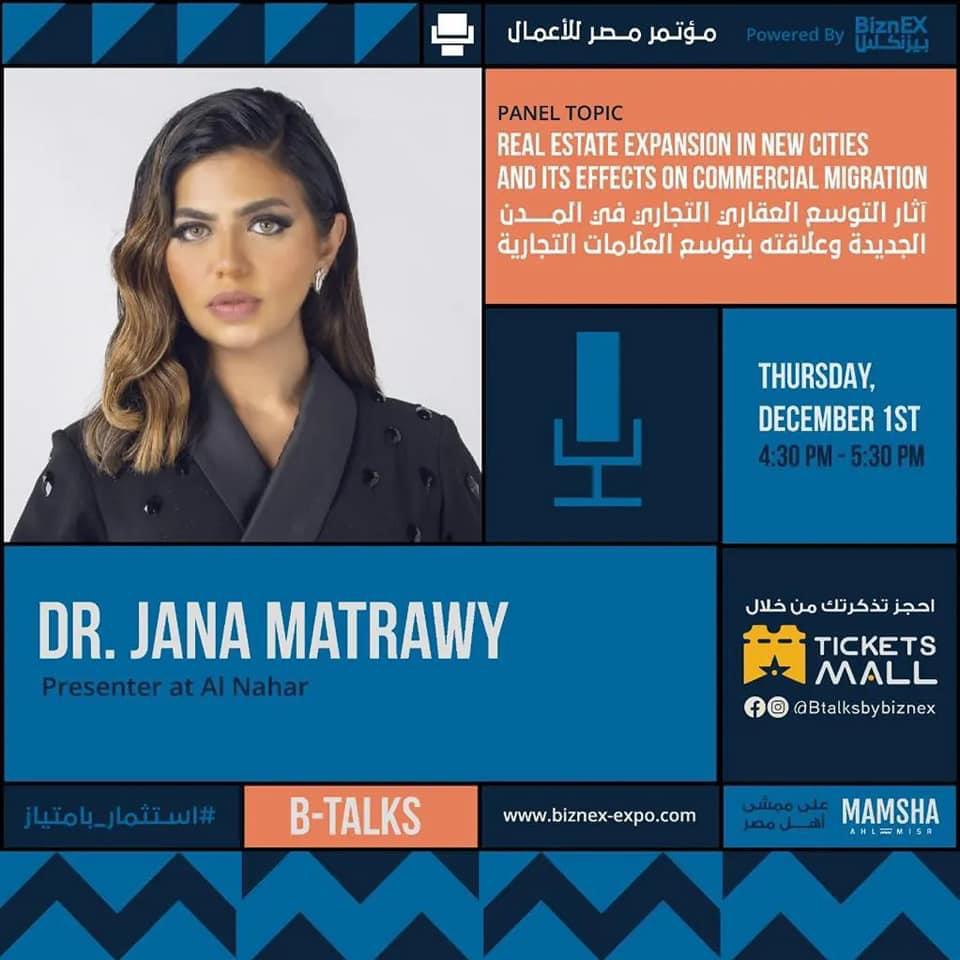 مؤتمر مصر للأعمال
Powered By BiznEX
بيزنكس
PANEL TOPIC
REAL ESTATE EXPANSION IN NEW CITIES
AND ITS EFFECTS ON COMMERCIAL MIGRATION
آثار التوسع العقاري التجاري في المدن
الجديدة وعلاقته بتوسع العلامات التجارية
THURSDAY,
DECEMBER 1ST
4:30 PM - 5:30 PM
DR. JANA MATRAWY
Presenter at Al Nahar
احجز تذكرتك من خلال
TICKETS
MALL
@Btalksbybiznex
#استثمار_بامتياز
B-TALKS
www.biznex-expo.com
على ممشى
أهل مصر
MAMSHA
AHL MISR